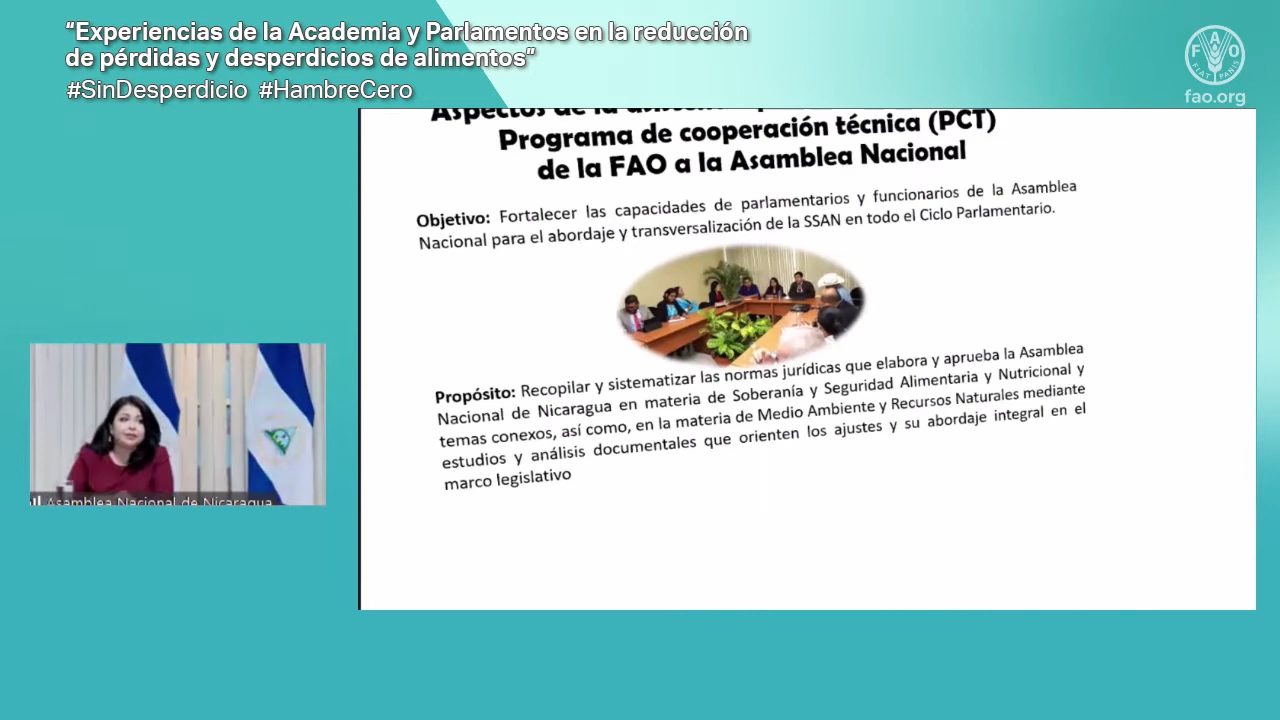 “Experiencias de la Academia y Parlamentos en la reducción
de pérdidas y desperdicios de alimentos”
#SinDesperdicio #HambreCero
FAO
FIAT PANIS
fao.org
Aspectos de la
Programa de cooperación técnica (PCT)
de la FAO a la Asamblea Nacional
Objetivo: Fortalecer las capacidades de parlamentarios y funcionarios de la Asamblea
Nacional para el abordaje y transversalización de la SSAN en todo el Ciclo Parlamentario.
Propósito: Recopilar y sistematizar las normas jurídicas que elabora y aprueba la Asamblea
Nacional de Nicaragua en materia de Soberanía y Seguridad Alimentaria y Nutricional y
temas conexos, así como, en la materia de Medio Ambiente y Recursos Naturales mediante
estudios y análisis documentales que orienten los ajustes y su abordaje integral en el
marco legislativo
Asamblea Nacional de Nicaragua